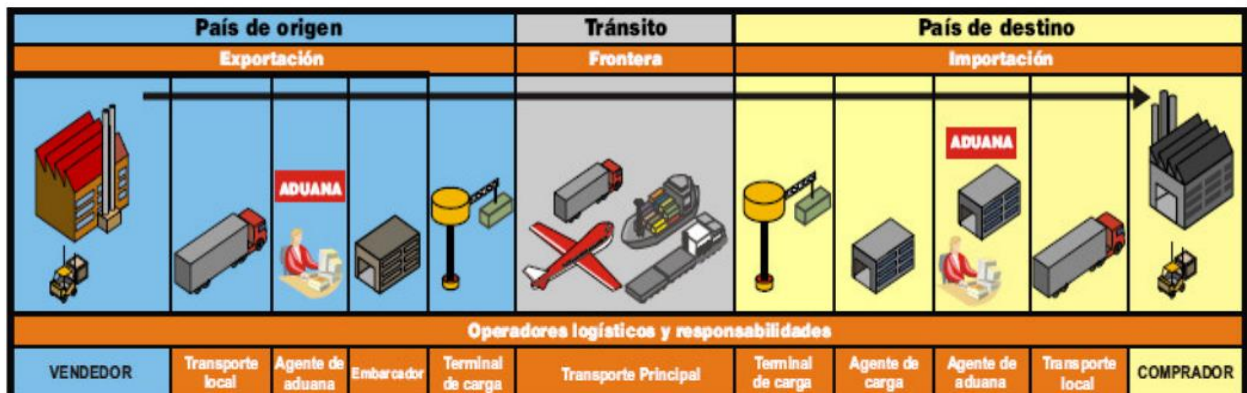 País de origen
Tránsito
País de destino
Exportación
Frontera
Importación
ADUANA
ADUANA
Operadores logísticos y responsabilidades
VENDEDOR
Transporte
local
Agente de
aduana
Embarcador
Terminal
de carga
Transporte Principal
Terminal
de carga
Agente de
carga
Agente de
aduana
Transporte
local
COMPRADOR